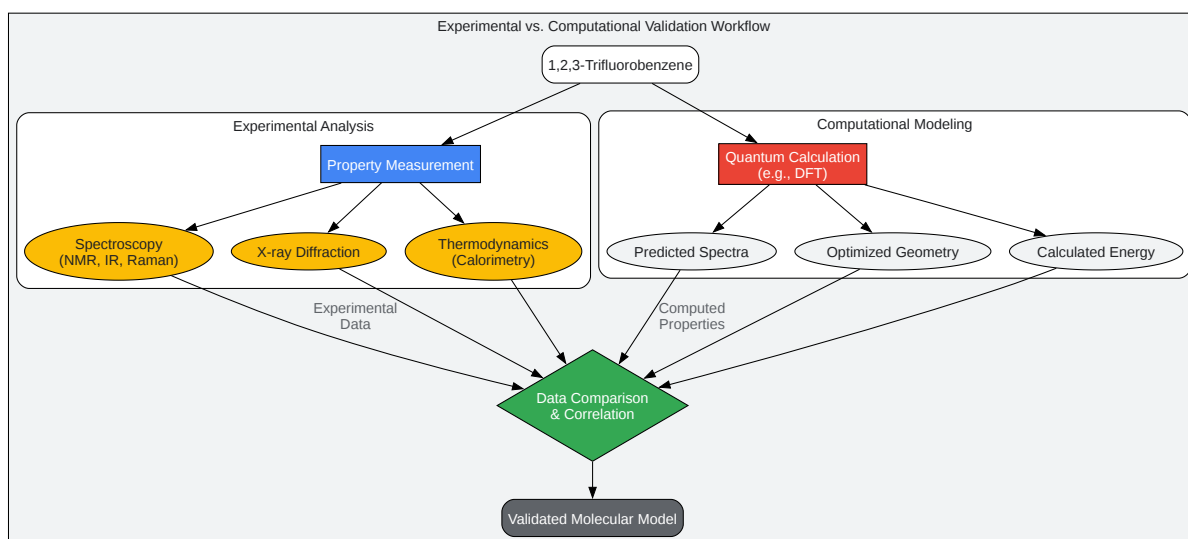 Experimental vs. Computational Validation Workflow
1,2,3-Trifluorobenzene
Experimental Analysis
Computational Modeling
Property Measurement
Quantum Calculation
(e.g., DFT)
Spectroscopy
(NMR, IR, Raman)
X-ray Diffraction
Thermodynamics
(Calorimetry)
Predicted Spectra
Optimized Geometry
Calculated Energy
Experimental
Data
Computed
Properties
Data Comparison
& Correlation
Validated Molecular Model